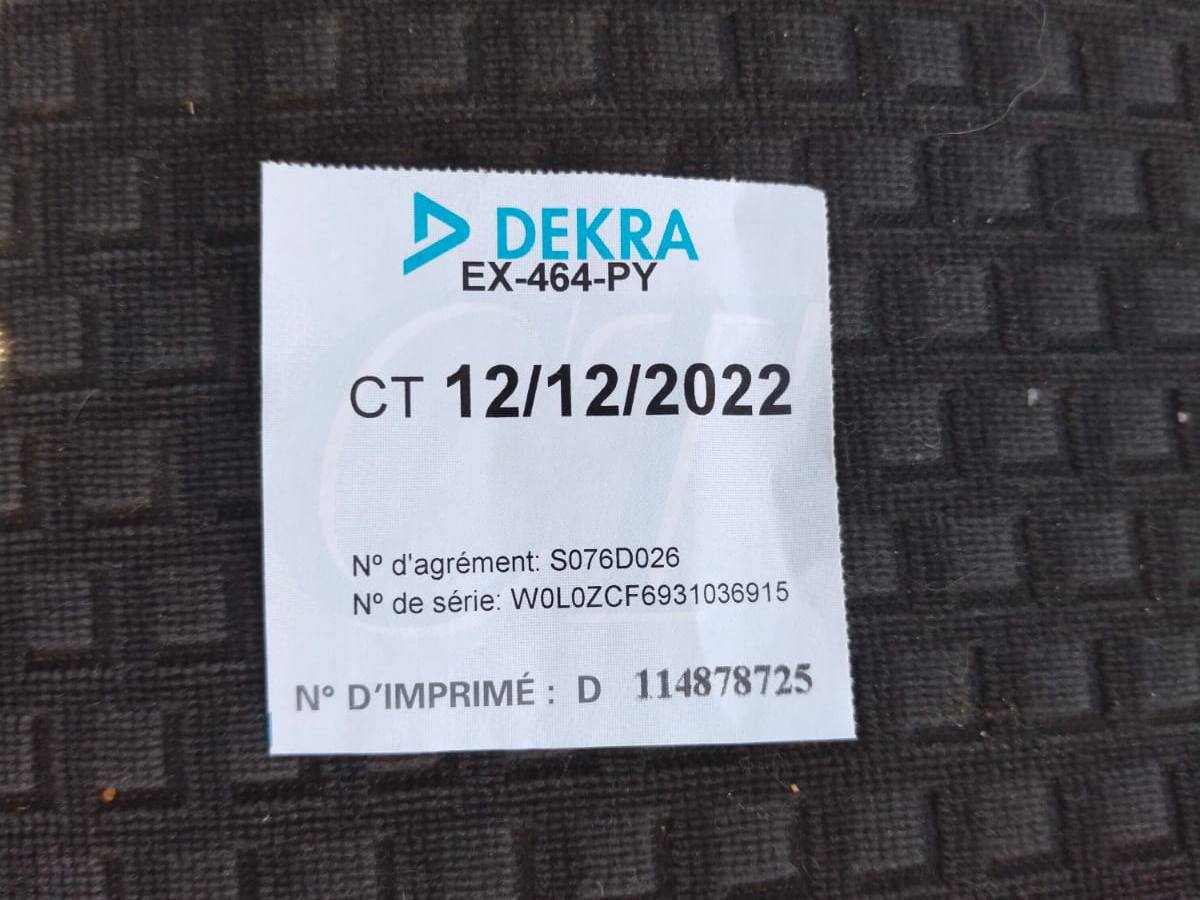 DEKRA
EX-464-PY
CT 12/12/2022
N° d'agrément: S076D026
N° de série: W0L0ZCF6931036915
N° D'IMPRIMÉ : D 114878725